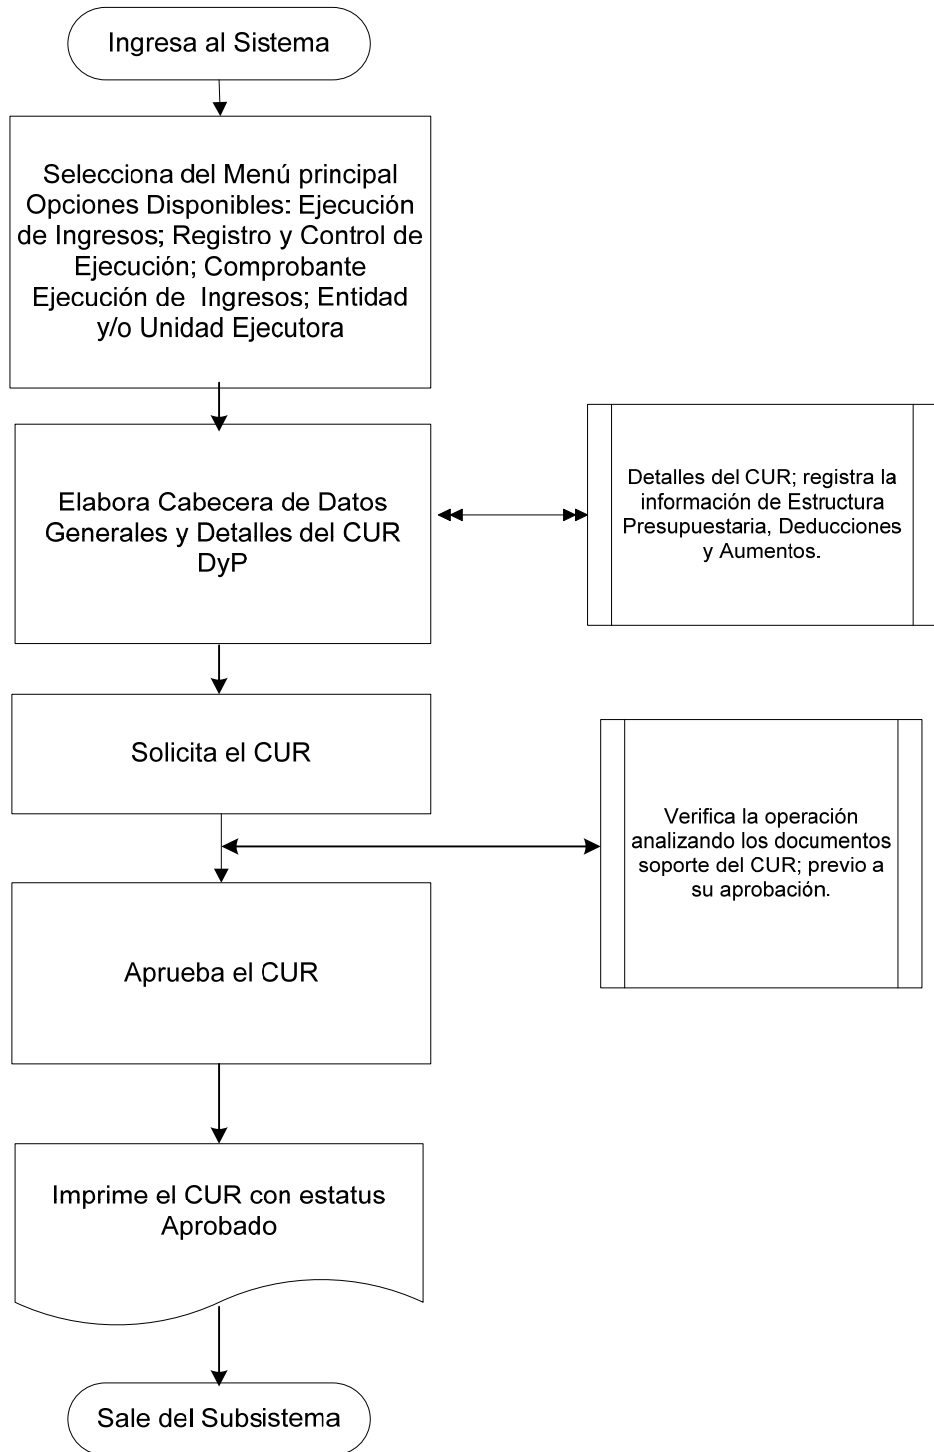 Ingresa al Sistema
Selecciona del Menú principal
Opciones Disponibles: Ejecución
de Ingresos; Registro y Control de
Ejecución; Comprobante
Ejecución de Ingresos; Entidad
y/o Unidad Ejecutora
Elabora Cabecera de Datos
Generales y Detalles del CUR
DyP
Detalles del CUR; registra la
información de Estructura
Presupuestaria, Deducciones
y Aumentos.
Solicita el CUR
Verifica la operación
analizando los documentos
soporte del CUR; previo a
su aprobación.
Aprueba el CUR
Imprime el CUR con estatus
Aprobado
Sale del Subsistema